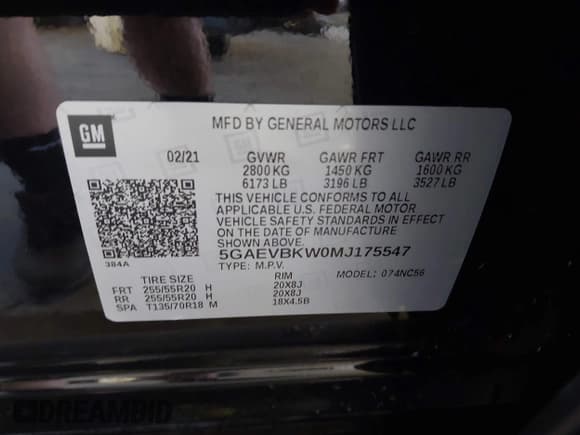 GM
MFD BY GENERAL MOTORS LLC
02/21 GVWR GAWR FRT GAWR RR
2800 KG 1450 KG 1600 KG
6173 LB 3196 LB 3527 LB
THIS VEHICLE CONFORMS TO ALL
APPLICABLE U.S. FEDERAL MOTOR
VEHICLE SAFETY STANDARDS IN EFFECT
ON THE DATE OF MANUFACTURE
SHOWN ABOVE.
384A
5GAEVBKW0MJ175547
TYPE: M.P.V. MODEL: 074NC56
TIRE SIZE RIM
FRT 255/55R20 H 20X8J
RR 255/55R20 H 20X8J
SPA T135/70R18 M 18X4.5B
DREAMBID